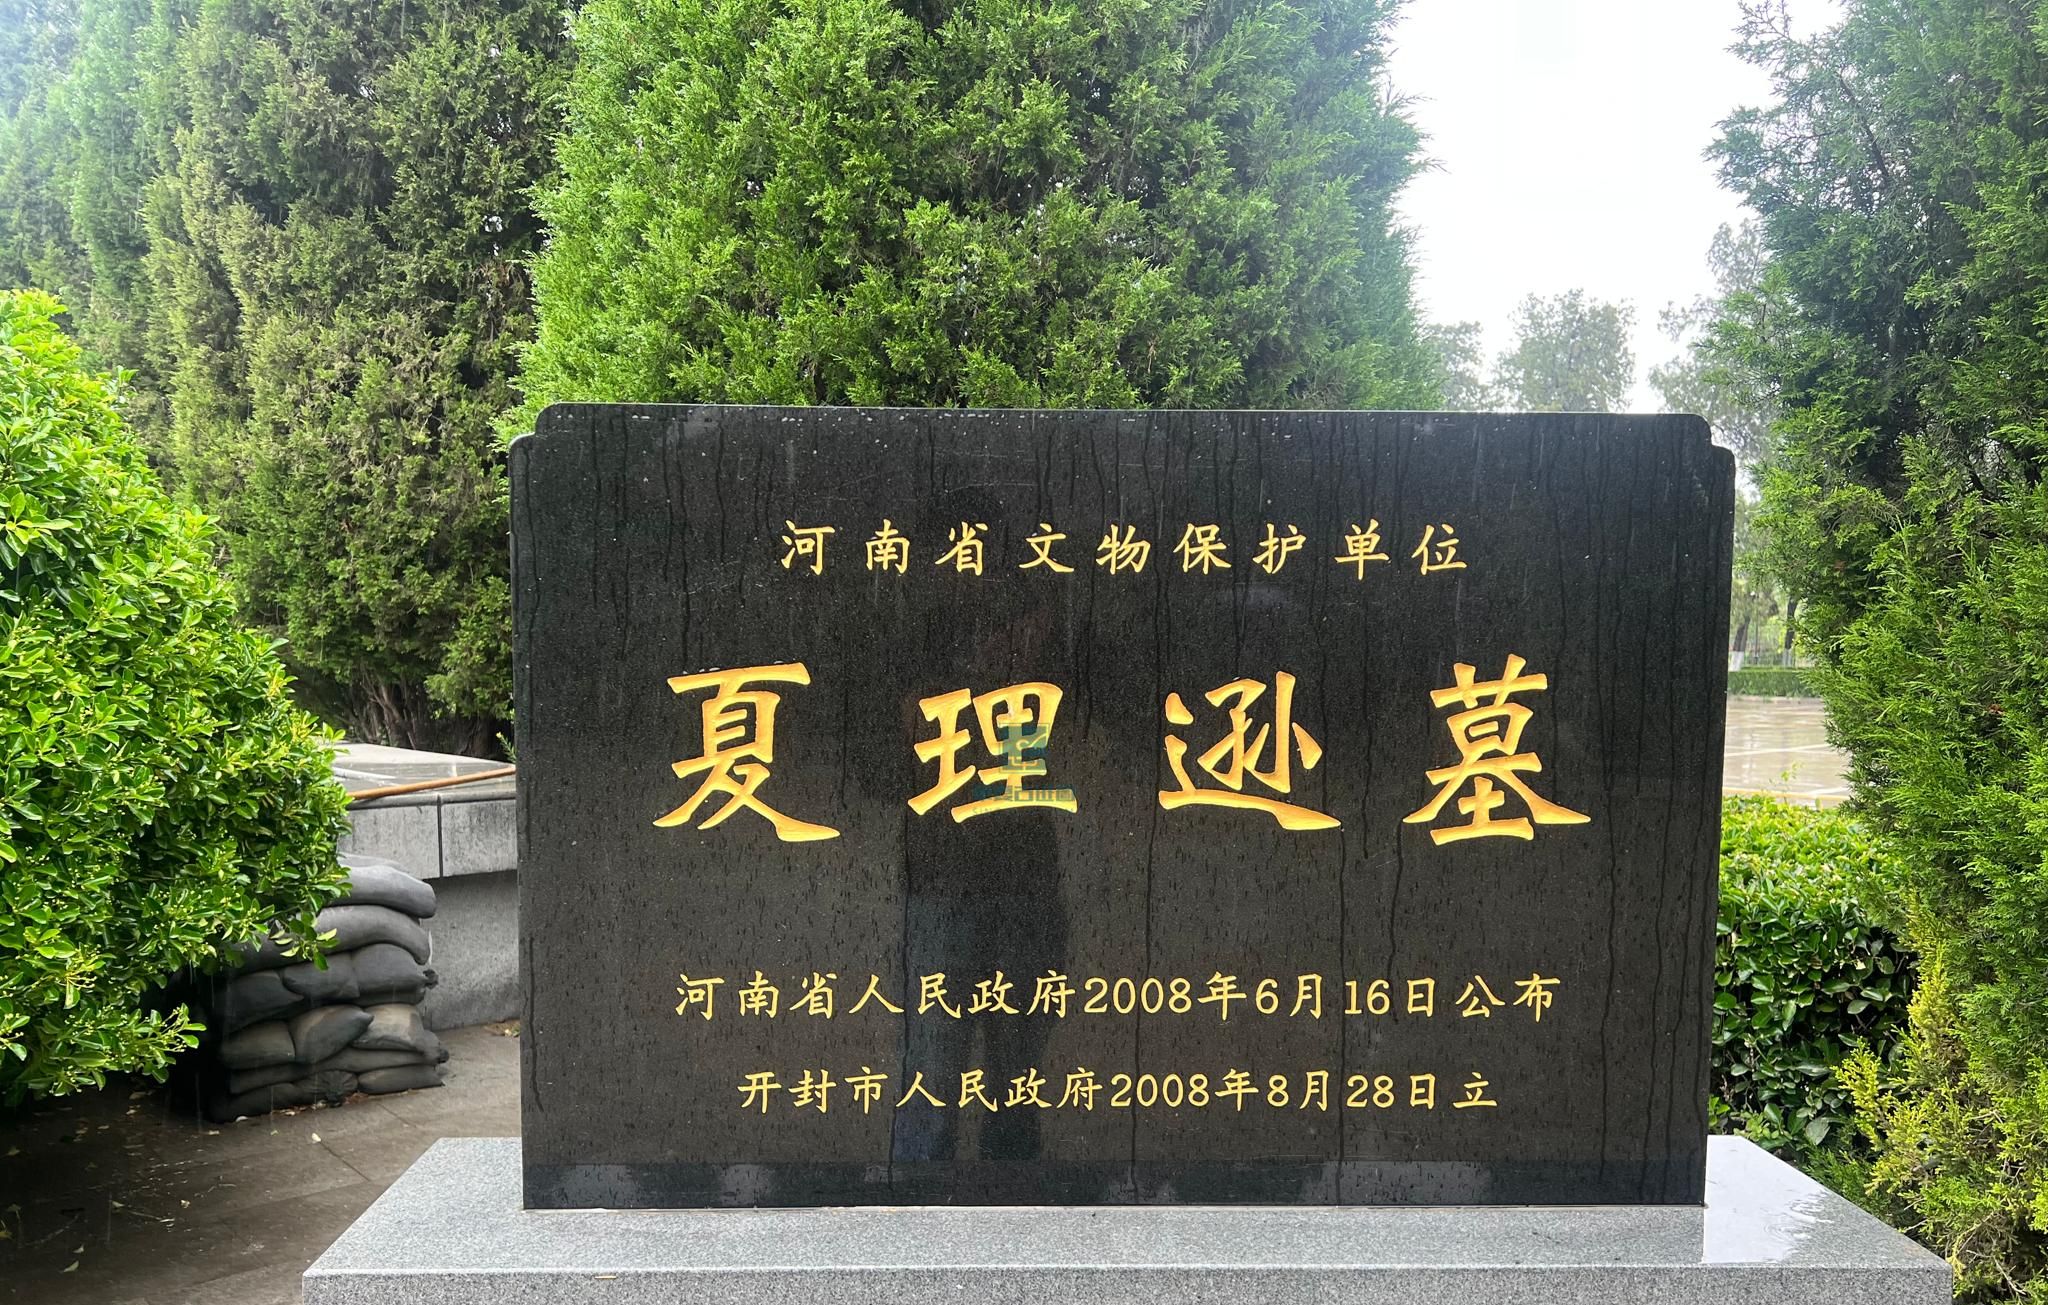 河南省文物保护单位
夏理逊墓
河南省人民政府2008年6月16日公布
开封市人民政府2008年8月28日立